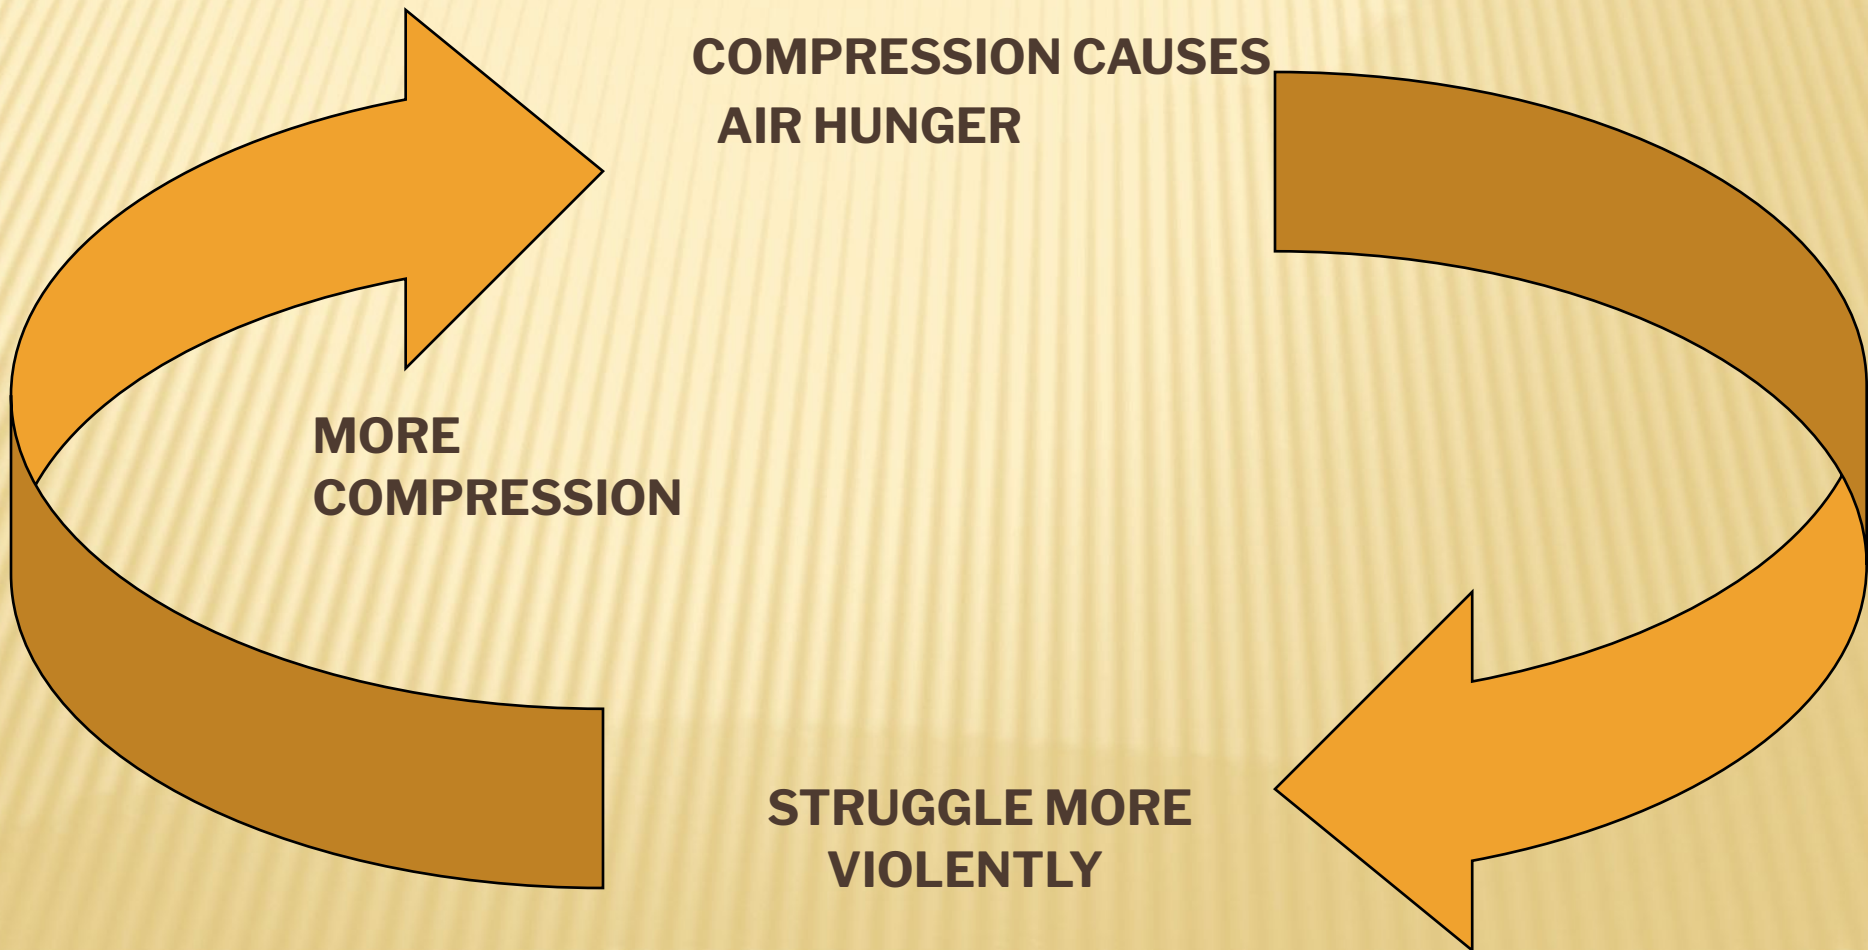 COMPRESSION CAUSES
AIR HUNGER
MORE
COMPRESSION
STRUGGLE MORE
VIOLENTLY